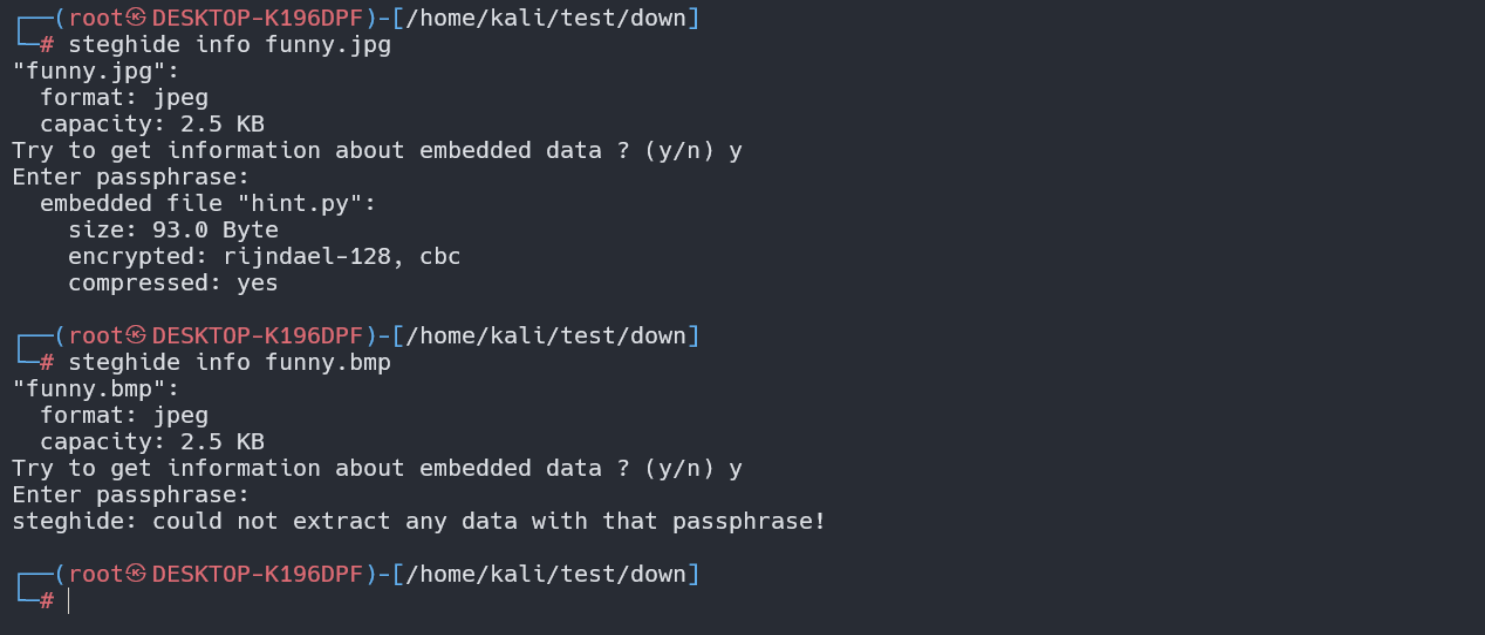 ┌──(root㉿DESKTOP-K196DPF)-[/home/kali/test/down]
└─# steghide info funny.jpg
"funny.jpg":
  format: jpeg
  capacity: 2.5 KB
Try to get information about embedded data ? (y/n) y
Enter passphrase:
  embedded file "hint.py":
    size: 93.0 Byte
    encrypted: rijndael-128, cbc
    compressed: yes
┌──(root㉿DESKTOP-K196DPF)-[/home/kali/test/down]
└─# steghide info funny.bmp
"funny.bmp":
  format: jpeg
  capacity: 2.5 KB
Try to get information about embedded data ? (y/n) y
Enter passphrase:
steghide: could not extract any data with that passphrase!
┌──(root㉿DESKTOP-K196DPF)-[/home/kali/test/down]
└─#